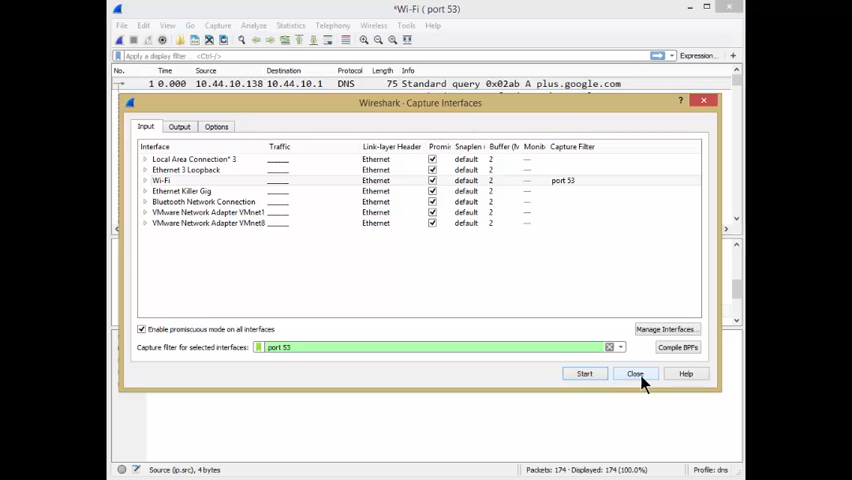 *Wi-Fi ( port 53)
File Edit View Go Capture Analyze Statistics Telephony Wireless Tools Help
Apply a display filter ··· <Ctrl-/> Expression... +
No. Time Source Destination Protocol Length Info
1 0.000 10.44.10.138 10.44.10.1 DNS 75 Standard query 0x02ab A plus.google.com
Wireshark · Capture Interfaces ?
Input Output Options
Interface Traffic Link-layer Header Promi Snaplen ( Buffer (M Monito Capture Filter
Local Area Connection* 3 Ethernet default 2 —
Ethernet 3 Loopback Ethernet default 2 —
Wi-Fi Ethernet default 2 — port 53
Ethernet Killer Gig Ethernet default 2 —
Bluetooth Network Connection Ethernet default 2 —
VMware Network Adapter VMnet1 Ethernet default 2 —
VMware Network Adapter VMnet8 Ethernet default 2 —
Enable promiscuous mode on all interfaces Manage Interfaces...
Capture filter for selected interfaces: port 53 Compile BPFs
Start Close Help
Source (ip.src), 4 bytes Packets: 174 · Displayed: 174 (100.0%) Profile: dns